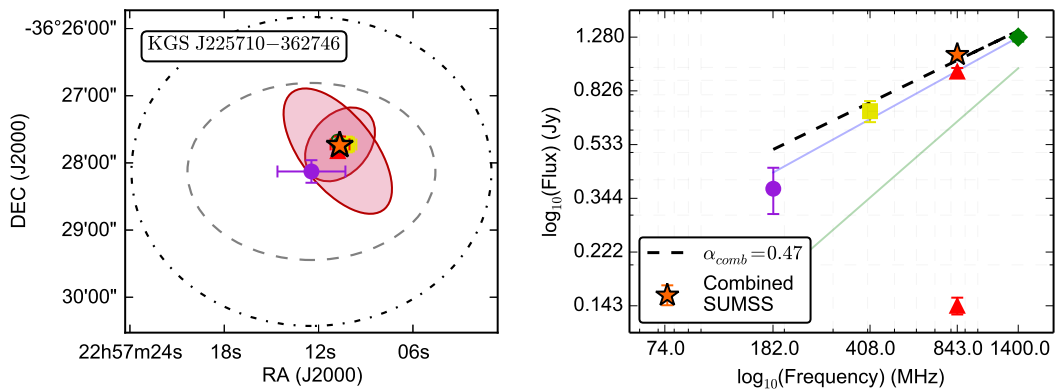 KGS J225710−362746
-36°26'00"
27'00"
28'00"
29'00"
30'00"
DEC (J2000)
22h57m24s
18s
12s
06s
RA (J2000)
1.280
0.826
0.533
0.344
0.222
0.143
log10(Flux) (Jy)
α_comb=0.47
Combined
SUMSS
74.0
182.0
408.0
843.0
1400.0
log10(Frequency) (MHz)